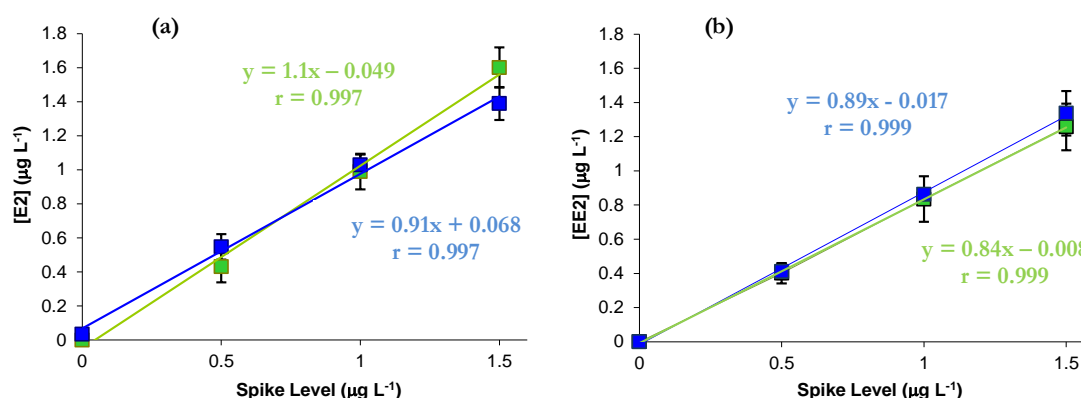 (a)
1.8
1.6
1.4
1.2
1
0.8
0.6
0.4
0.2
0
[E2] (µg L-1)
y = 1.1x – 0.049
r = 0.997
y = 0.91x + 0.068
r = 0.997
0 0.5 1 1.5
Spike Level (µg L-1)
(b)
1.8
1.6
1.4
1.2
1
0.8
0.6
0.4
0.2
0
[EE2] (µg L-1)
y = 0.89x - 0.017
r = 0.999
y = 0.84x – 0.008
r = 0.999
0 0.5 1 1.5
Spike Level (µg L-1)